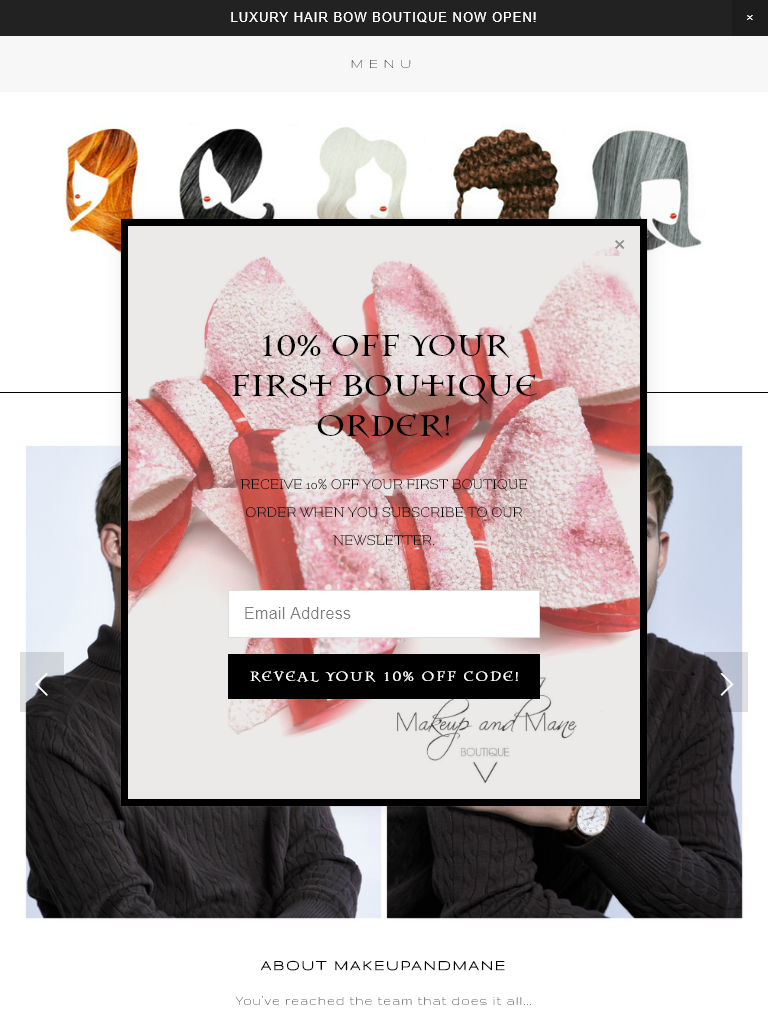 LUXURY HAIR BOW BOUTIQUE NOW OPEN!
MENU
10% OFF YOUR
FIRST BOUTIQUE
ORDER!
RECEIVE 10% OFF YOUR FIRST BOUTIQUE
ORDER WHEN YOU SUBSCRIBE TO OUR
NEWSLETTER.
Email Address
REVEAL YOUR 10% OFF CODE!
Makeup and Mane
BOUTIQUE
ABOUT MAKEUPANDMANE
You've reached the team that does it all...